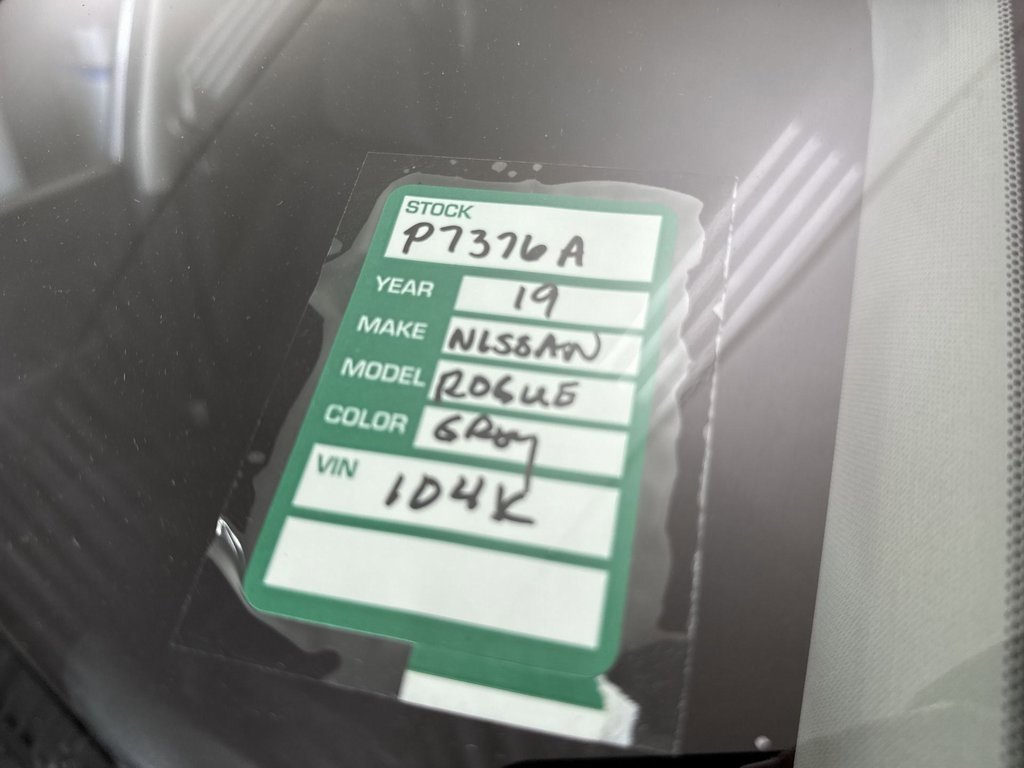 STOCK
P7376A
YEAR 19
MAKE NISSAN
MODEL ROGUE
COLOR GRay
VIN 104K